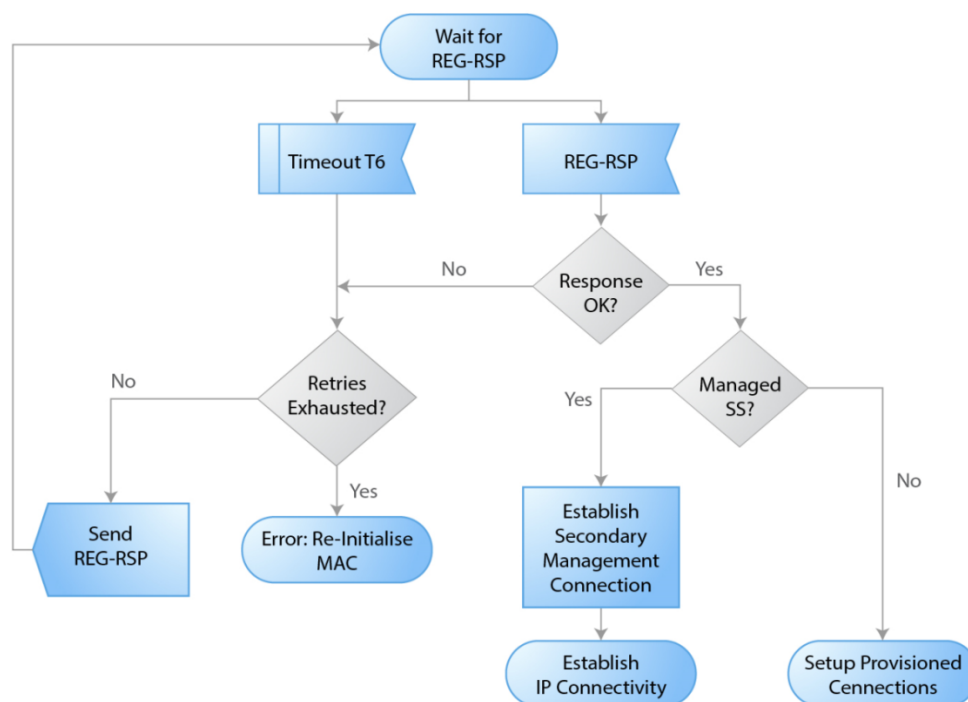 Wait for
REG-RSP
Timeout T6
REG-RSP
No
Response
OK?
Yes
No
Retries
Exhausted?
Yes
Managed
SS?
No
Yes
Send
REG-RSP
Error: Re-Initialise
MAC
Establish
Secondary
Management
Connection
Establish
IP Connectivity
Setup Provisioned
Cennections